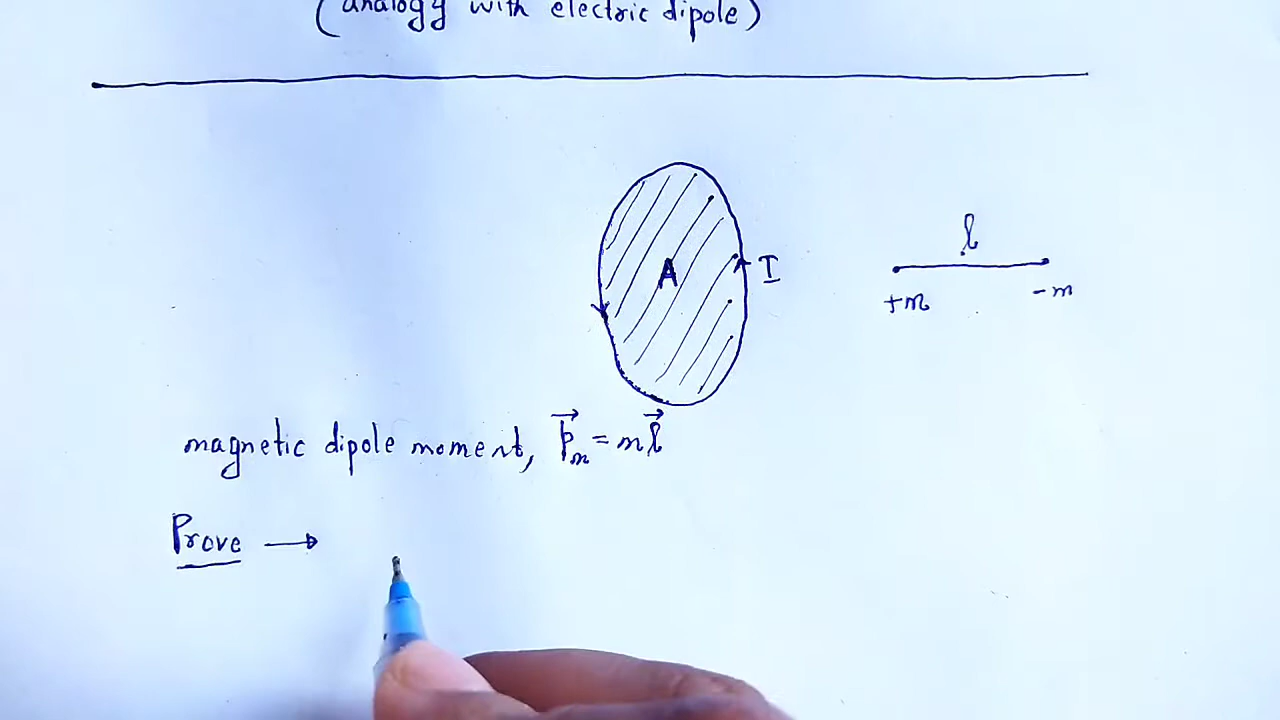 (analogy with electric dipole)
A
I
l
+m
-m
magnetic dipole moment, p⃗ₘ = m l⃗
Prove →